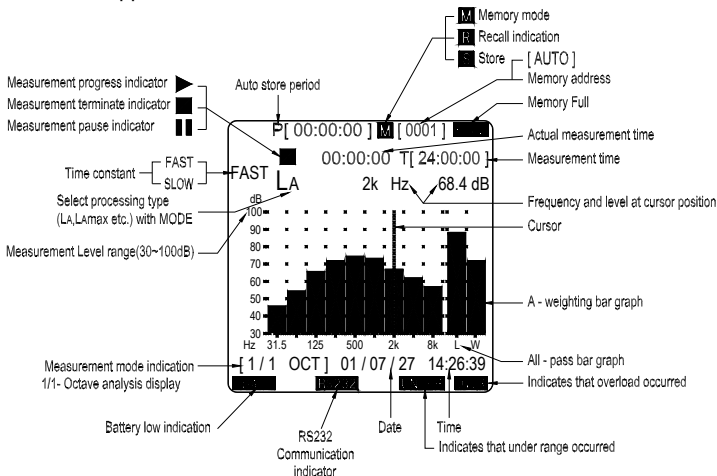 M Memory mode
R Recall indication
S Store
[ AUTO ]
Memory address
Memory Full
Measurement progress indicator
Measurement terminate indicator
Measurement pause indicator
Auto store period
P[ 00:00:00 ] M [ 0001 ]
Actual measurement time
00:00:00 T[ 24:00:00 ]
Measurement time
Time constant
FAST
SLOW
FAST
LA
2k Hz 68.4 dB
Frequency and level at cursor position
Select processing type
(LA,LAmax etc.) with MODE
dB
Cursor
100
90
80
70
60
50
40
30
Measurement Level range(30~100dB)
A - weighting bar graph
Hz 31.5 125 500 2k 8k L W
All - pass bar graph
Measurement mode indication
1/1- Octave analysis display
[ 1 / 1 OCT ] 01 / 07 / 27 14:26:39
Indicates that overload occurred
Battery low indication
RS232
Communication
indicator
Date
Time
Indicates that under range occurred